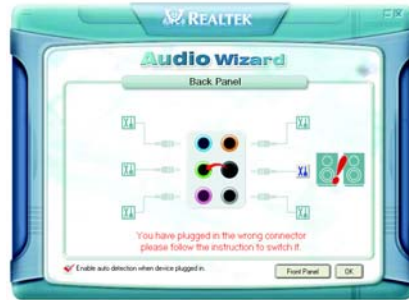 REALTEK
Audio Wizard
Back Panel
You have plugged in the wrong connector
please follow the instruction to switch it.
Enable auto detection when device plugged in.
Front Panel
OK